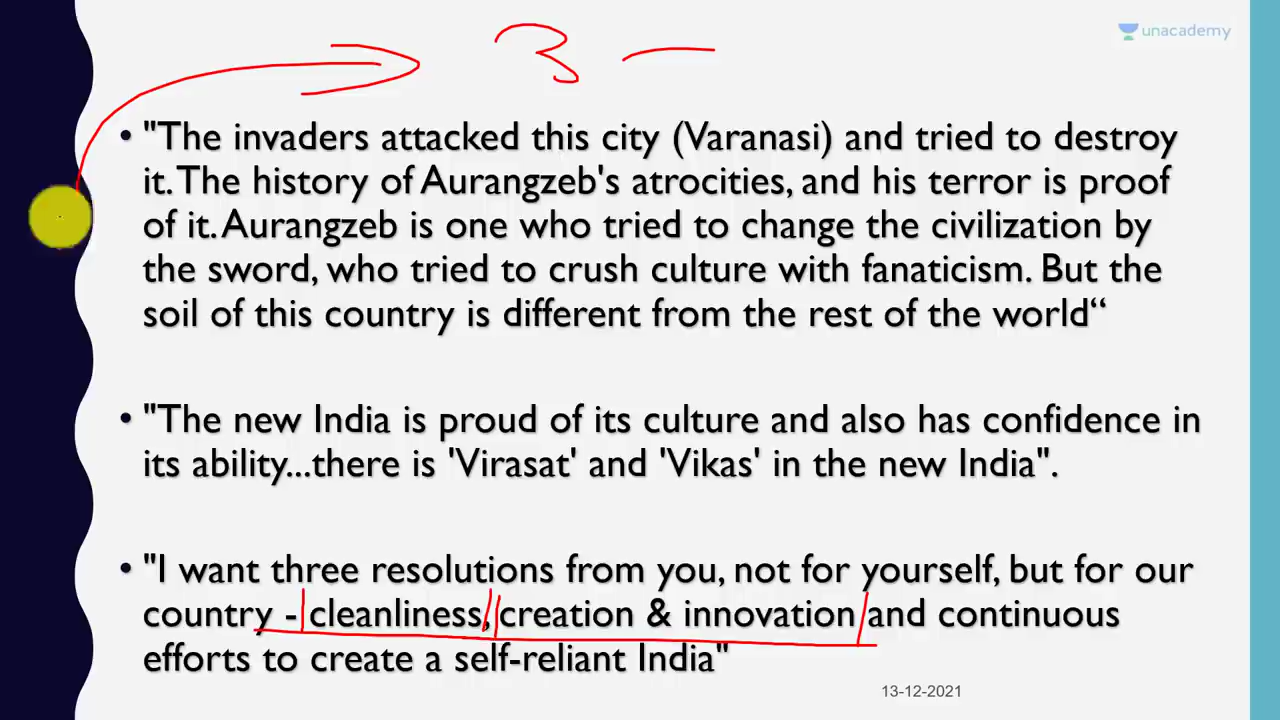 unacademy
3 -
• "The invaders attacked this city (Varanasi) and tried to destroy
it. The history of Aurangzeb's atrocities, and his terror is proof
of it. Aurangzeb is one who tried to change the civilization by
the sword, who tried to crush culture with fanaticism. But the
soil of this country is different from the rest of the world“
• "The new India is proud of its culture and also has confidence in
its ability...there is 'Virasat' and 'Vikas' in the new India".
• "I want three resolutions from you, not for yourself, but for our
country - cleanliness, creation & innovation and continuous
efforts to create a self-reliant India"
13-12-2021